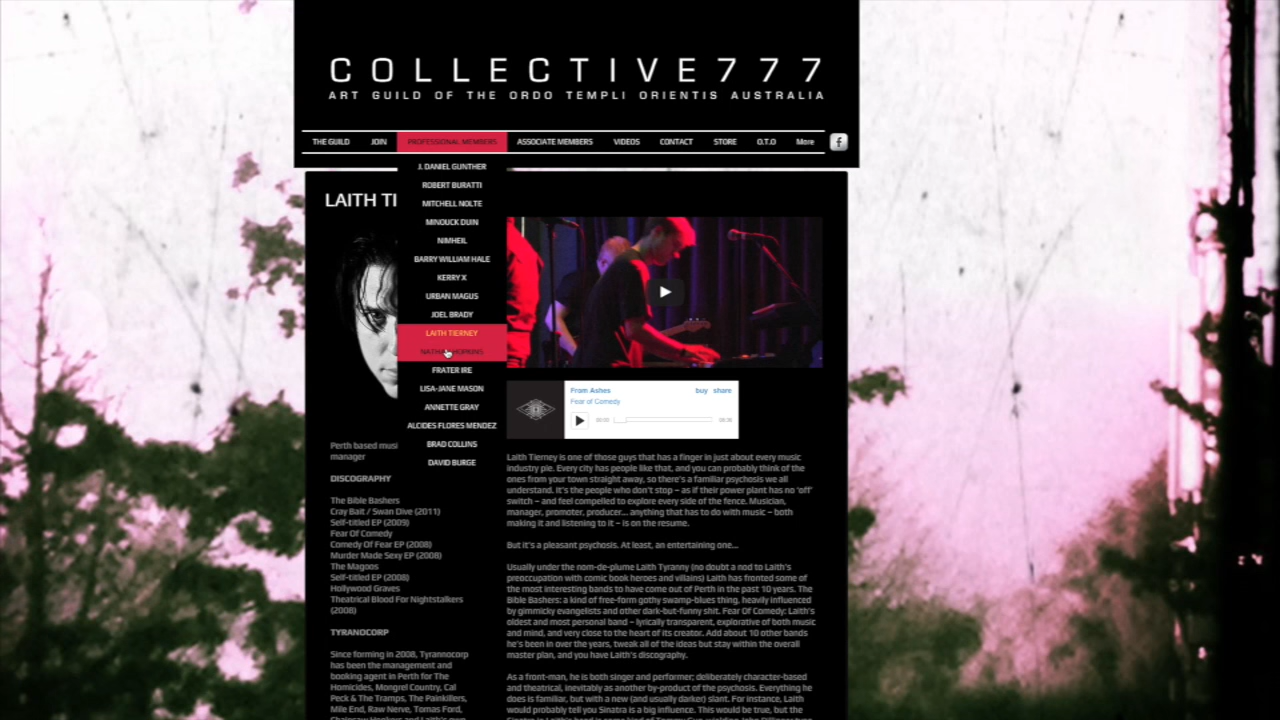 COLLECTIVE777
ART GUILD OF THE ORDO TEMPLI ORIENTIS AUSTRALIA
THE GUILD JOIN PROFESSIONAL MEMBERS ASSOCIATE MEMBERS VIDEOS CONTACT STORE O.T.O More f
J. DANIEL GUNTHER
ROBERT BURATTI
MITCHELL NOLTE
MINOUCK DUIN
NIMHEIL
BARRY WILLIAM HALE
KERRY X
URBAN MAGUS
JOEL BRADY
LAITH TIERNEY
NATHAN HOPKINS
FRATER IRE
LISA-JANE MASON
ANNETTE GRAY
ALCIDES FLORES MENDEZ
BRAD COLLINS
DAVID BURGE
LAITH TI
Perth based musi
manager
DISCOGRAPHY
The Bible Bashers
Cray Bait / Swan Dive (2011)
Self-titled EP (2009)
Fear Of Comedy
Comedy Of Fear EP (2008)
Murder Made Sexy EP (2008)
The Magoos
Self-titled EP (2008)
Hollywood Graves
Theatrical Blood For Nightstalkers
(2008)
TYRANOCORP
Since forming in 2008, Tyrannocorp
has been the management and
booking agent in Perth for The
Homicides, Mongrel Country, Cal
Peck & The Tramps, The Painkillers,
Mile End, Raw Nerve, Tomas Ford,
From Ashes buy share
Fear of Comedy
00:00 00:00
Laith Tierney is one of those guys that has a finger in just about every music
industry pie. Every city has people like that, and you can probably think of the
ones from your town straight away, so there's a familiar psychosis we all
understand. It's the people who don't stop – as if their power plant has no 'off'
switch – and feel compelled to explore every side of the fence. Musician,
manager, promoter, producer... anything that has to do with music – both
making it and listening to it – is on the resume.
But it's a pleasant psychosis. At least, an entertaining one...
Usually under the nom-de-plume Laith Tyranny (no doubt a nod to Laith's
preoccupation with comic book heroes and villains) Laith has fronted some of
the most interesting bands to have come out of Perth in the past 10 years. The
Bible Bashers: a kind of free-form gothy swamp-blues thing, heavily influenced
by gimmicky evangelists and other dark-but-funny shit. Fear Of Comedy: Laith's
oldest and most personal band – lyrically transparent, explorative of both music
and mind, and very close to the heart of its creator. Add about 10 other bands
he's been in over the years, tweak all of the ideas but stay within the overall
master plan, and you have Laith's discography.
As a front-man, he is both singer and performer; deliberately character-based
and theatrical, inevitably as another by-product of the psychosis. Everything he
does is familiar, but with a new (and usually darker) slant. For instance, Laith
would probably tell you Sinatra is a big influence. This would be true, but the